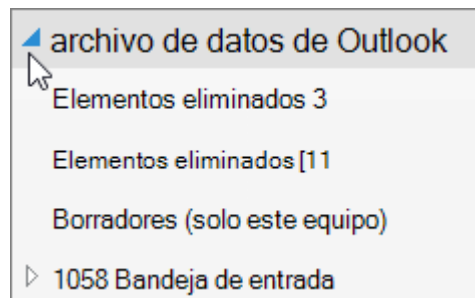 archivo de datos de Outlook
Elementos eliminados 3
Elementos eliminados [11
Borradores (solo este equipo)
1058 Bandeja de entrada